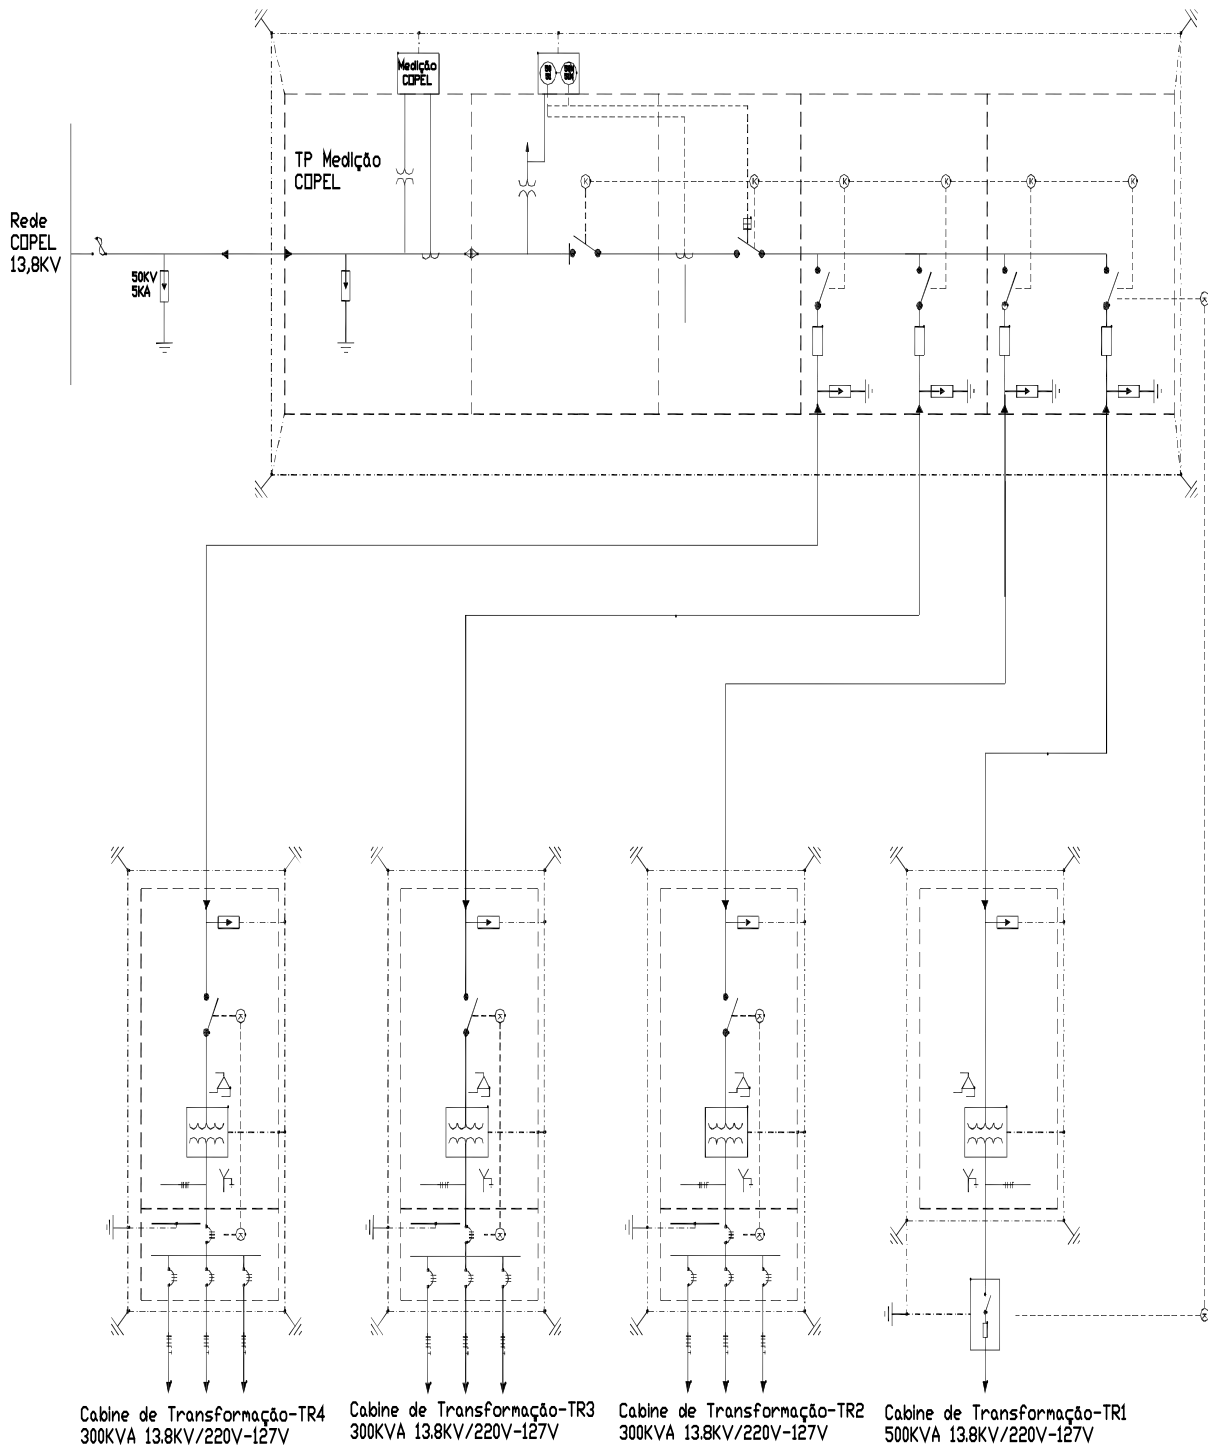 Medição
COPEL
TP Medição
COPEL
Rede
COPEL
13,8KV
50KV
5KA
K K K K K K
Cabine de Transformação-TR4
300KVA 13.8KV/220V-127V
Cabine de Transformação-TR3
300KVA 13.8KV/220V-127V
Cabine de Transformação-TR2
300KVA 13.8KV/220V-127V
Cabine de Transformação-TR1
500KVA 13.8KV/220V-127V